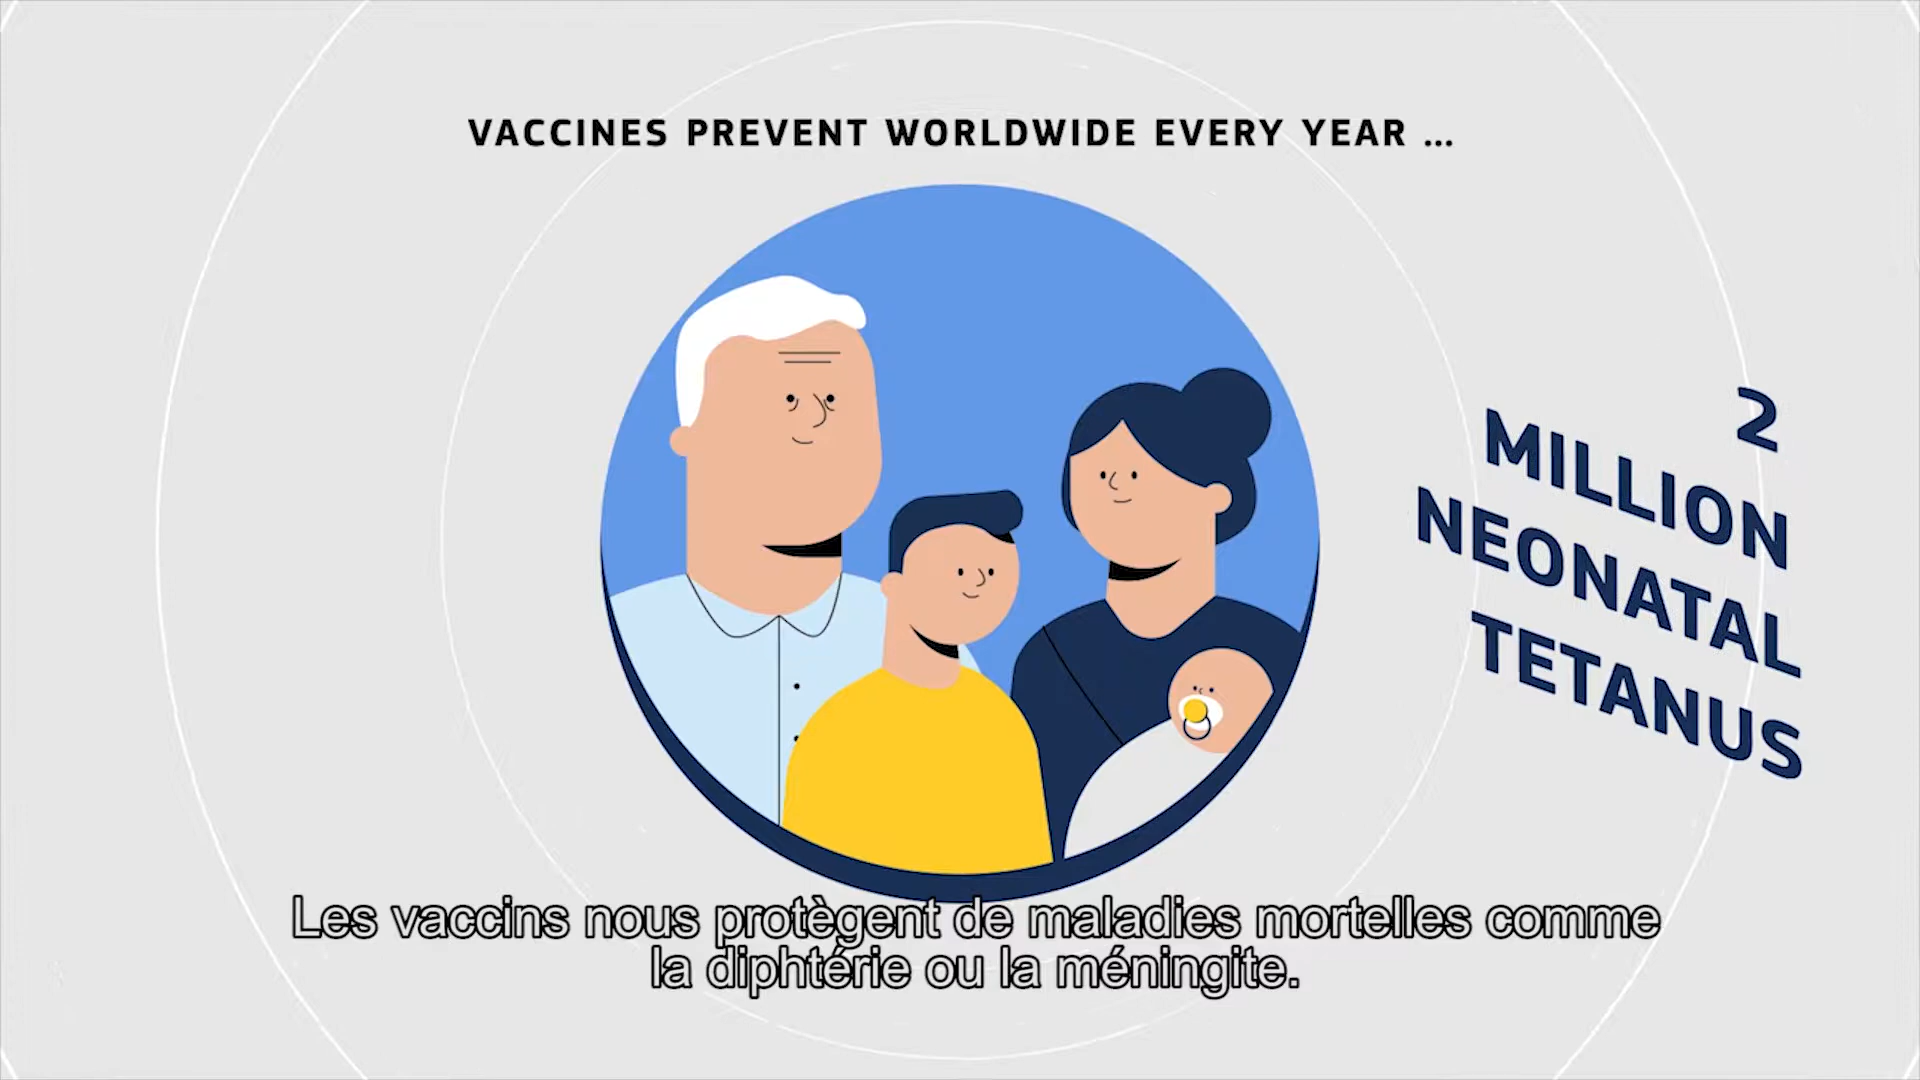 VACCINES PREVENT WORLDWIDE EVERY YEAR ...
2
MILLION
NEONATAL
TETANUS
Les vaccins nous protègent de maladies mortelles comme
la diphtérie ou la méningite.